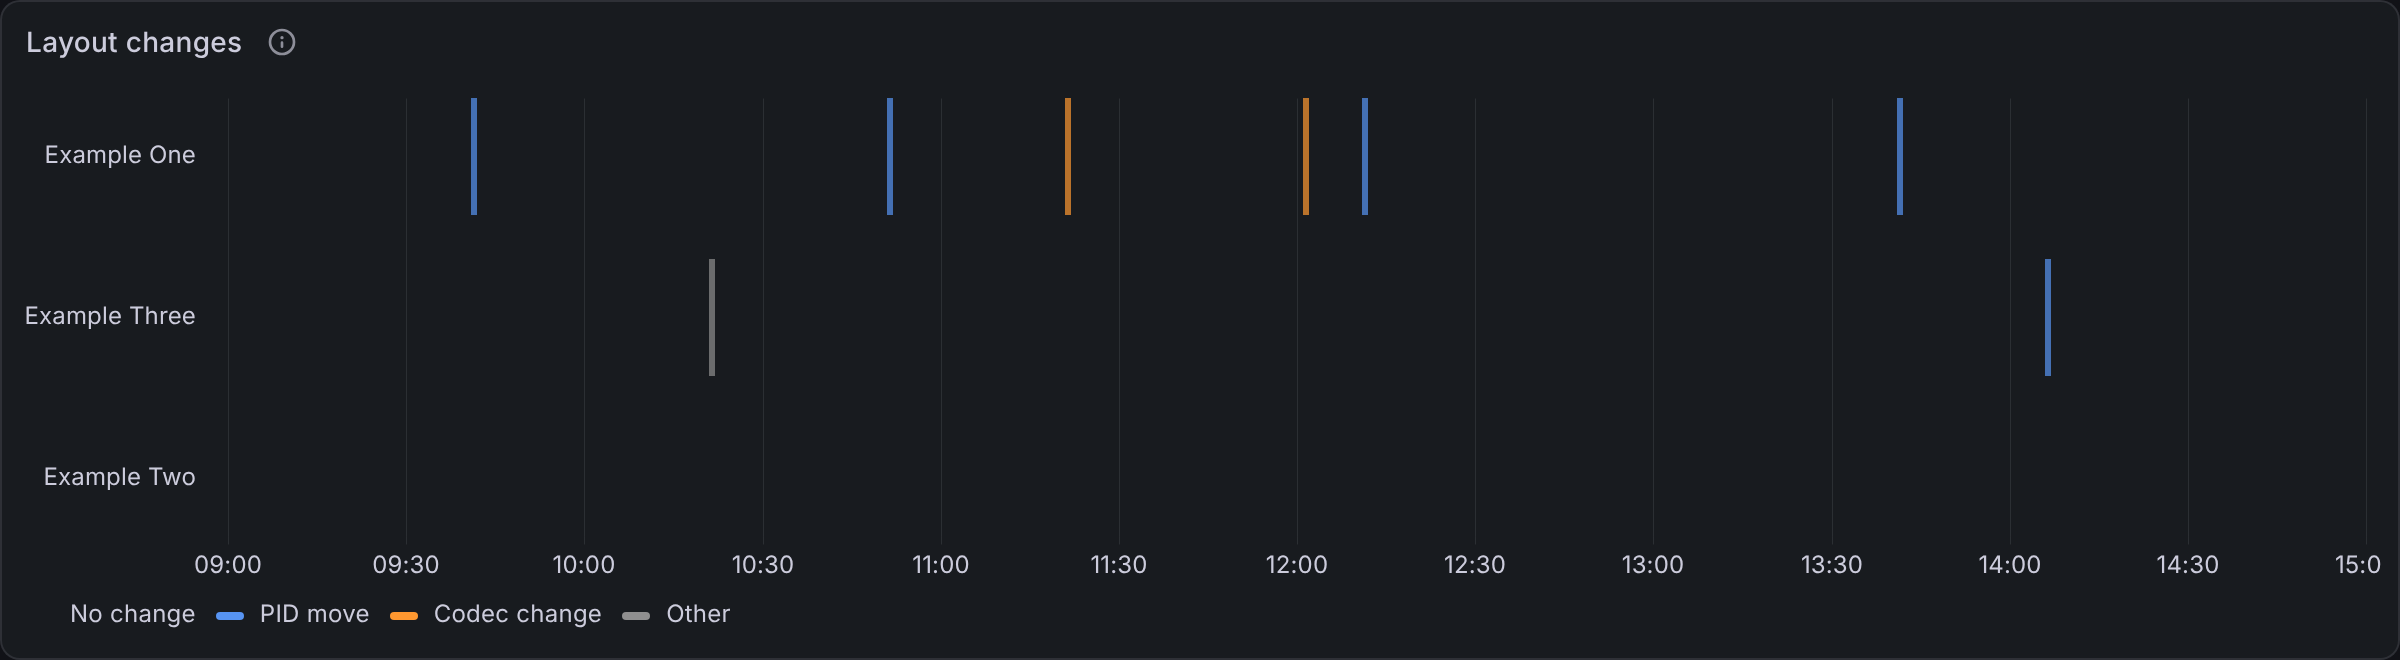 Layout changes
Example One
Example Three
Example Two
09:00 09:30 10:00 10:30 11:00 11:30 12:00 12:30 13:00 13:30 14:00 14:30 15:0
No change PID move Codec change Other